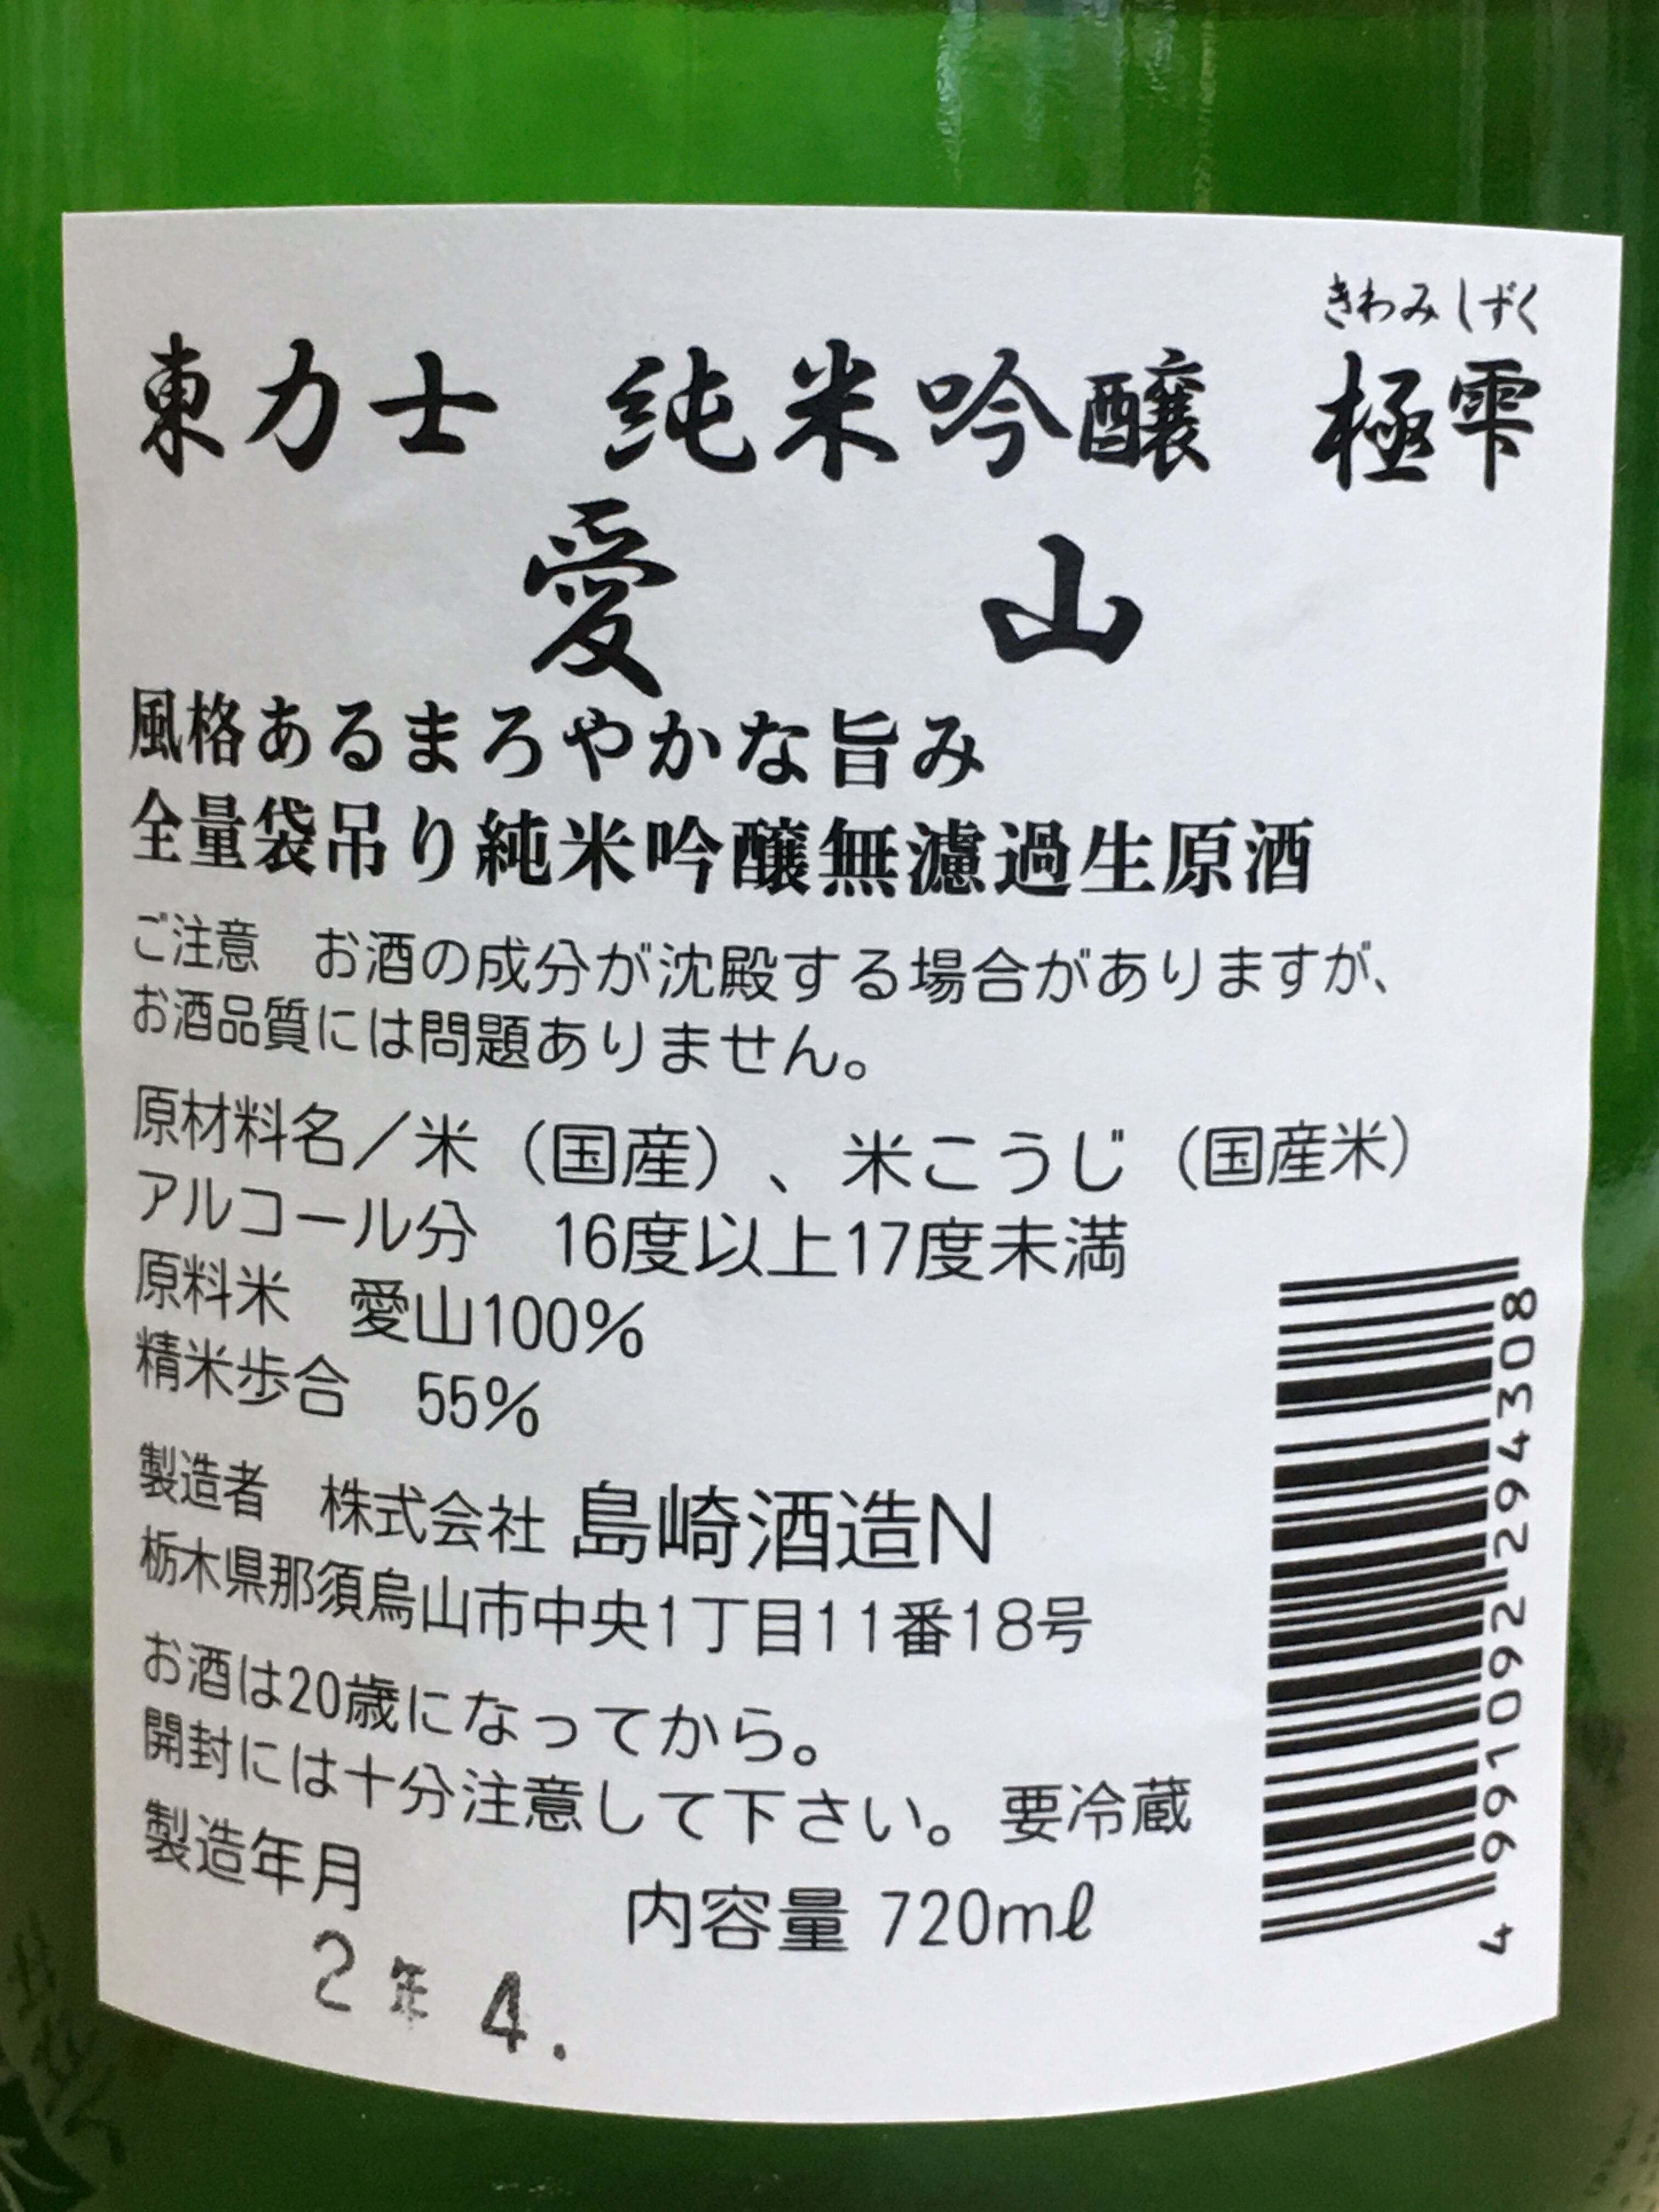 きわみしずく
東力士 純米吟醸 極雫
愛 山
風格あるまろやかな旨み
全量袋吊り純米吟醸無濾過生原酒
ご注意 お酒の成分が沈殿する場合がありますが、
お酒品質には問題ありません。
原材料名／米（国産）、米こうじ（国産米）
アルコール分 16度以上17度未満
原料米 愛山100%
精米歩合 55%
製造者 株式会社 島崎酒造N
栃木県那須烏山市中央1丁目11番18号
お酒は20歳になってから。
開封には十分注意して下さい。要冷蔵
製造年月
内容量 720mℓ
2年 4.
4991092294308